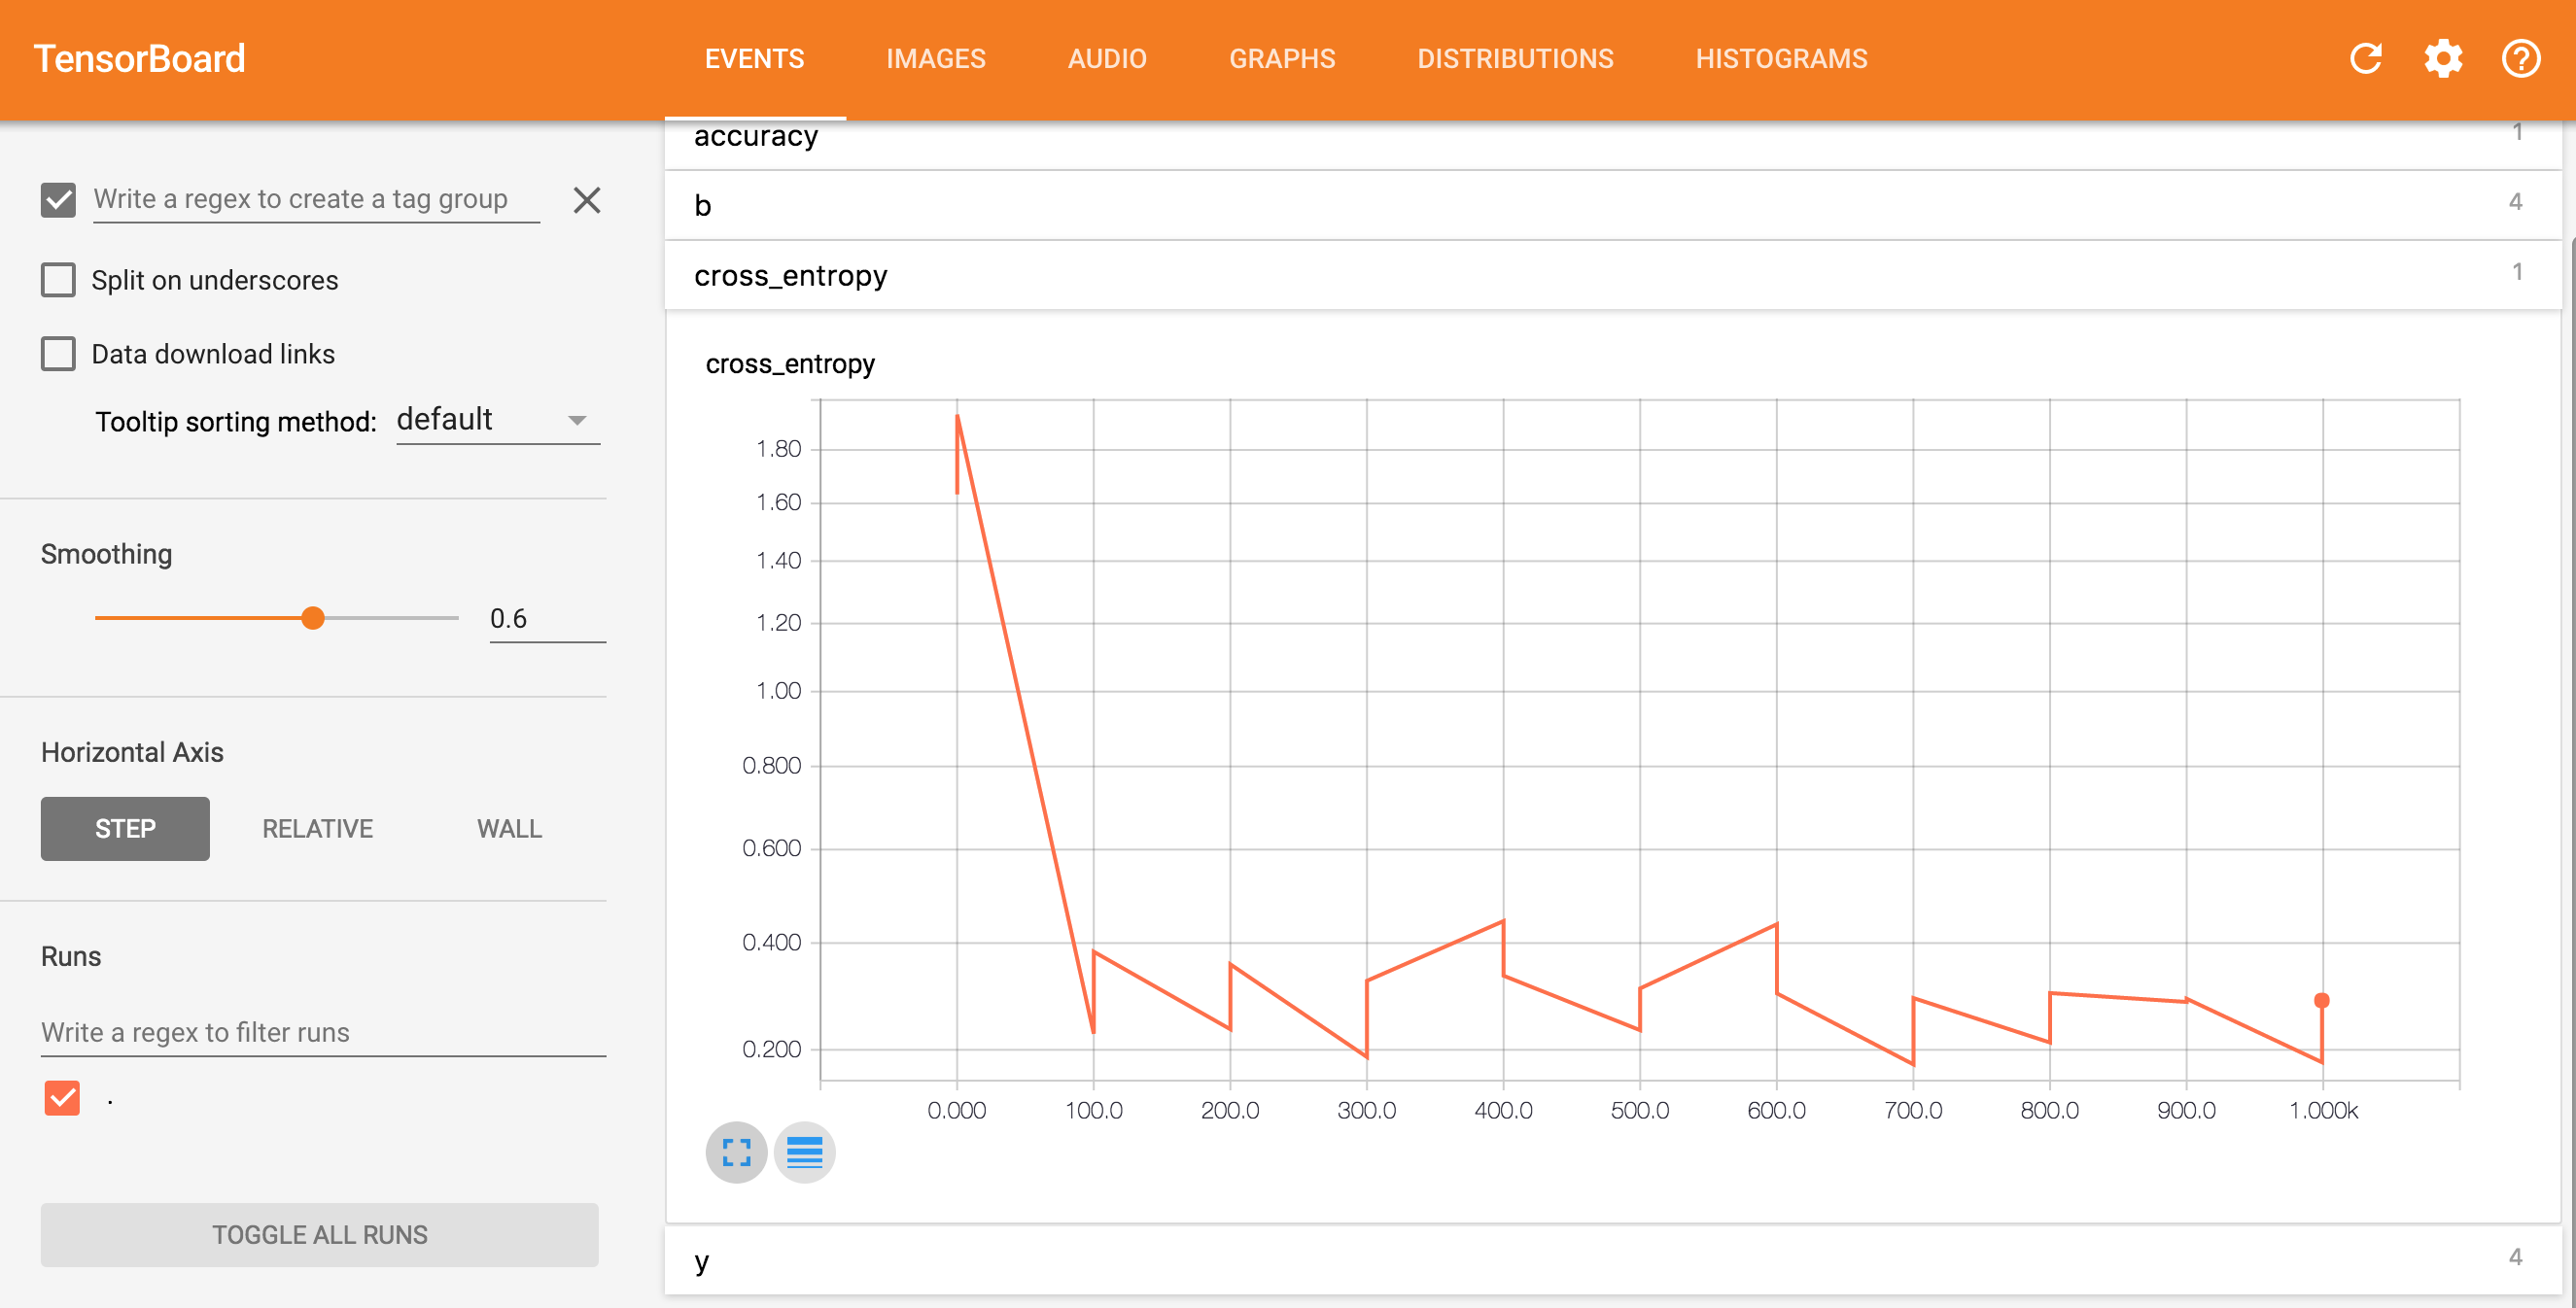 TensorBoard
EVENTS IMAGES AUDIO GRAPHS DISTRIBUTIONS HISTOGRAMS
Write a regex to create a tag group
Split on underscores
Data download links
Tooltip sorting method: default
Smoothing
0.6
Horizontal Axis
STEP RELATIVE WALL
Runs
Write a regex to filter runs
.
TOGGLE ALL RUNS
accuracy 1
b 4
cross_entropy 1
cross_entropy
1.80
1.60
1.40
1.20
1.00
0.800
0.600
0.400
0.200
0.000 100.0 200.0 300.0 400.0 500.0 600.0 700.0 800.0 900.0 1.000k
y 4